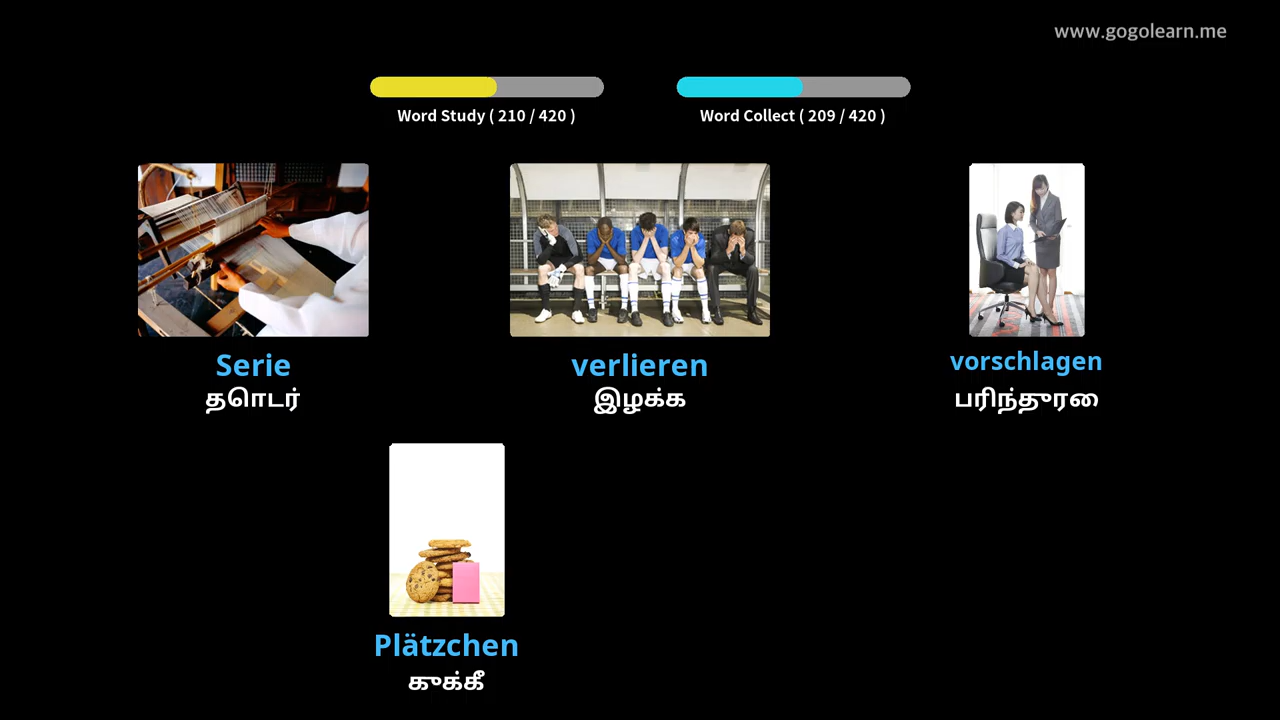 www.gogolearn.me
Word Study ( 210 / 420 )
Word Collect ( 209 / 420 )
Serie
தொடர்
verlieren
இழக்க
vorschlagen
பரிந்துரை
Plätzchen
குக்கீ